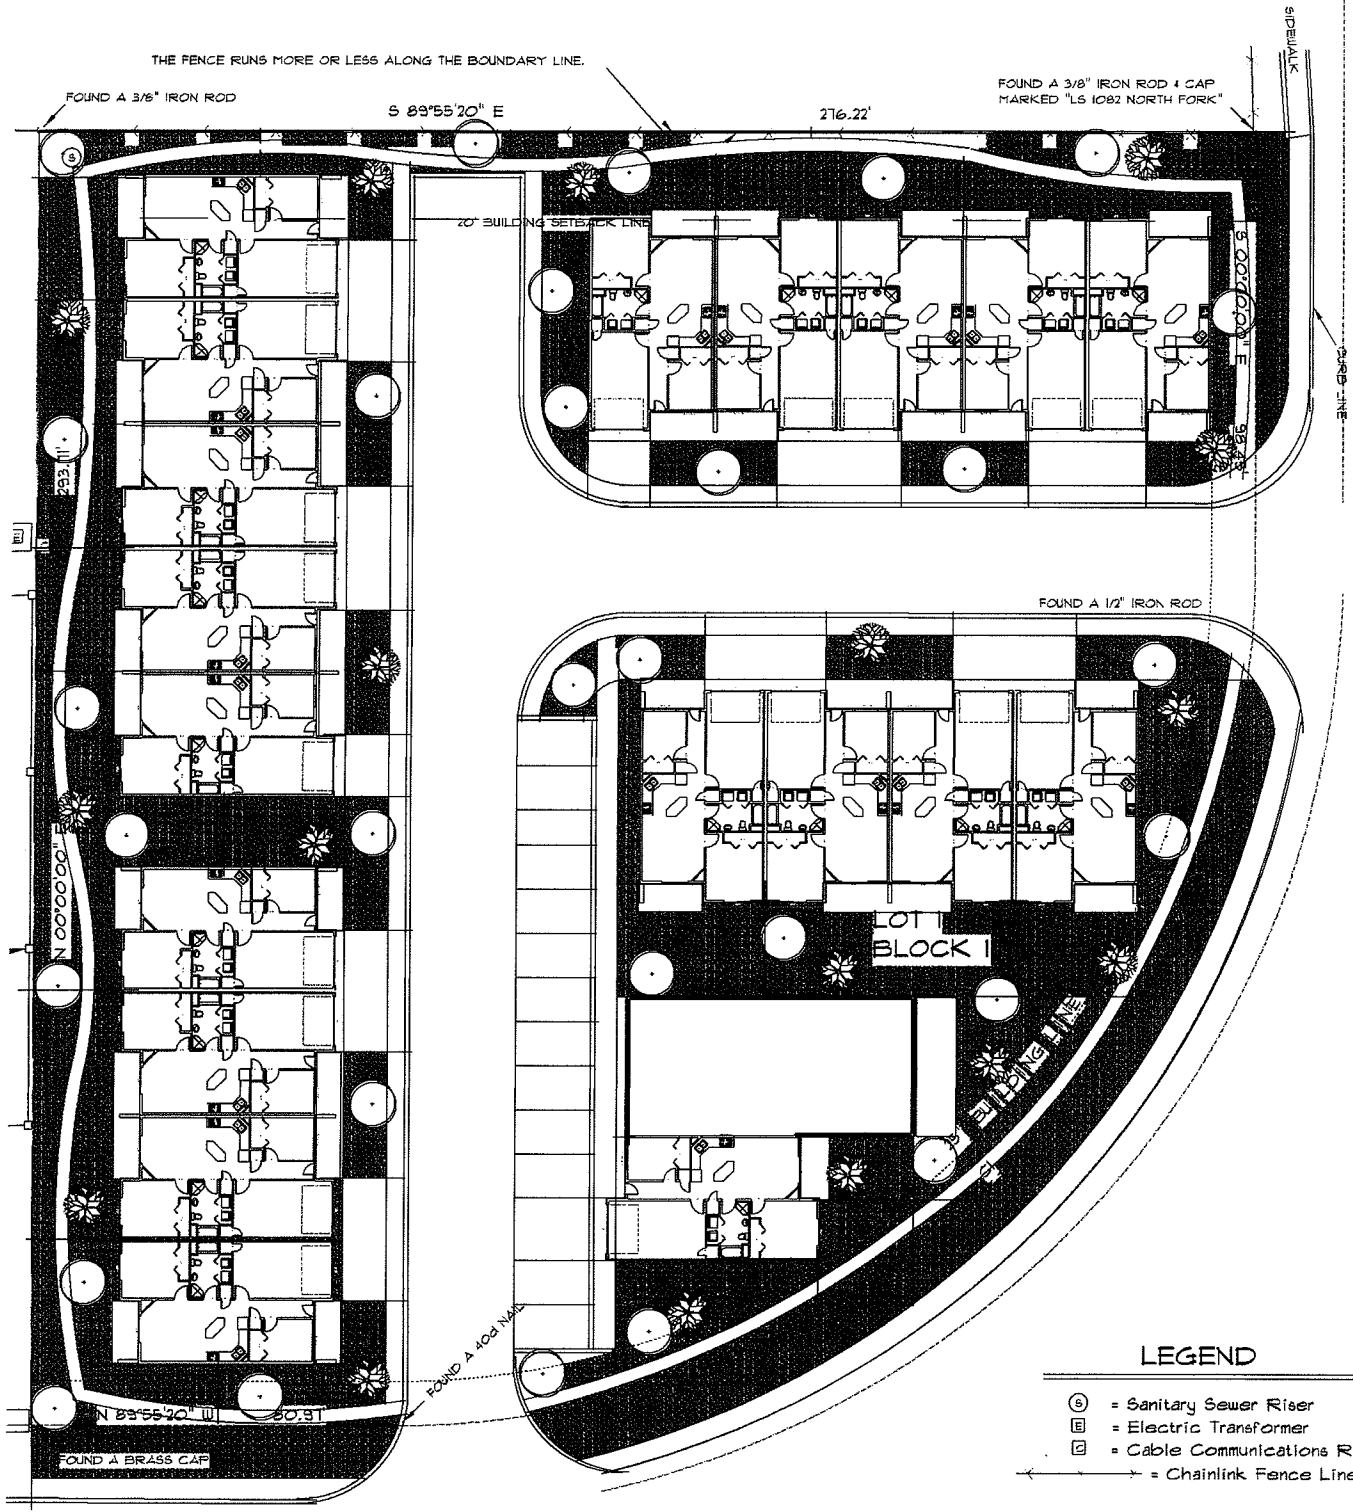 SIDEWALK
THE FENCE RUNS MORE OR LESS ALONG THE BOUNDARY LINE.
FOUND A 3/8" IRON ROD
FOUND A 3/8" IRON ROD & CAP
MARKED "LS 1082 NORTH FORK"
S 89°55'20" E
276.22'
S
20' BUILDING SETBACK LINE
S 00°00'00" E
CURB LINE
98.45
293.11'
E
FOUND A 1/2" IRON ROD
N 00°00'00"
LOT 1
BLOCK 1
BUILDING LINE
FOUND A 40d NAIL
N 89°55'20" W
80.91
FOUND A BRASS CAP
LEGEND
S = Sanitary Sewer Riser
E = Electric Transformer
C = Cable Communications R
= Chainlink Fence Line